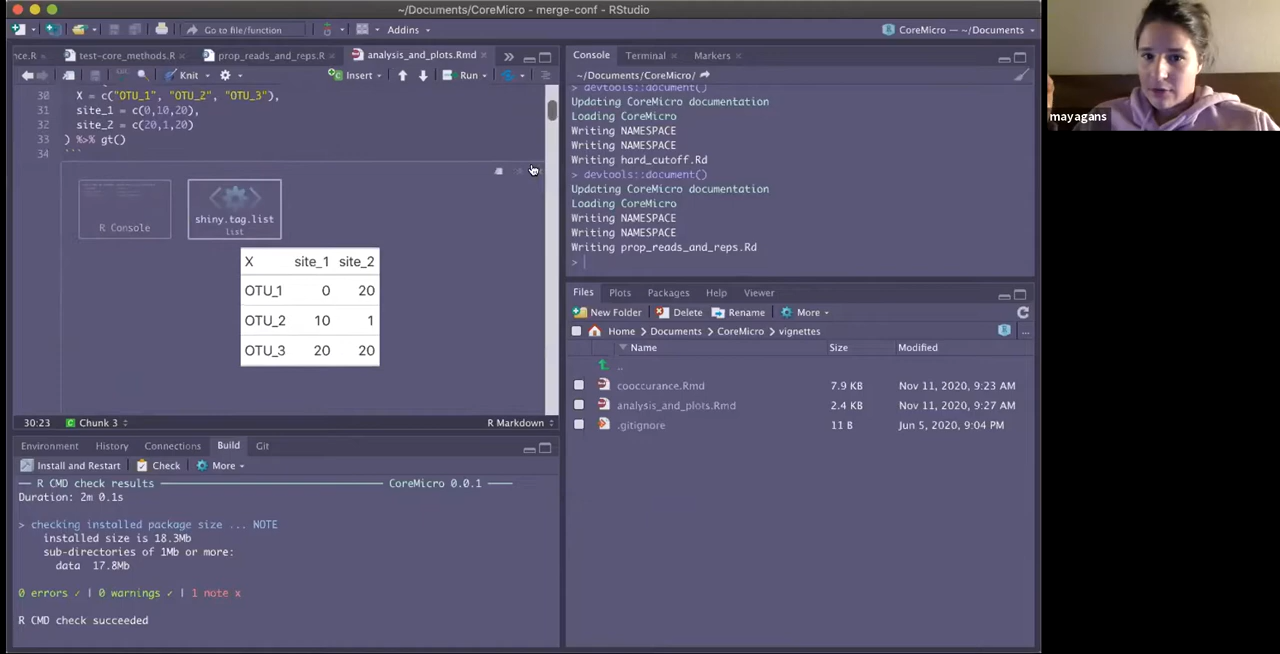 ~/Documents/CoreMicro - merge-conf - RStudio
Go to file/function
Addins
CoreMicro — ~/Documents
nce.R
test-core_methods.R
prop_reads_and_reps.R
analysis_and_plots.Rmd
Knit
Insert
Run
30 X = c("OTU_1", "OTU_2", "OTU_3"),
31 site_1 = c(0,10,20),
32 site_2 = c(20,1,20)
33 ) %>% gt()
34 ```
R Console
shiny.tag.list
List
X site_1 site_2
OTU_1 0 20
OTU_2 10 1
OTU_3 20 20
30:23 Chunk 3
R Markdown
Environment History Connections Build Git
Install and Restart Check More
— R CMD check results ——— CoreMicro 0.0.1 ———
Duration: 2m 0.1s
> checking installed package size ... NOTE
installed size is 18.3Mb
sub-directories of 1Mb or more:
data 17.8Mb
0 errors ✓ | 0 warnings ✓ | 1 note x
R CMD check succeeded
Console Terminal Markers
~/Documents/CoreMicro/
> devtools::document()
Updating CoreMicro documentation
Loading CoreMicro
Writing NAMESPACE
Writing NAMESPACE
Writing hard_cutoff.Rd
> devtools::document()
Updating CoreMicro documentation
Loading CoreMicro
Writing NAMESPACE
Writing NAMESPACE
Writing prop_reads_and_reps.Rd
>
Files Plots Packages Help Viewer
New Folder Delete Rename More
Home > Documents > CoreMicro > vignettes
Name Size Modified
..
cooccurance.Rmd 7.9 KB Nov 11, 2020, 9:23 AM
analysis_and_plots.Rmd 2.4 KB Nov 11, 2020, 9:27 AM
.gitignore 11 B Jun 5, 2020, 9:04 PM
mayagans